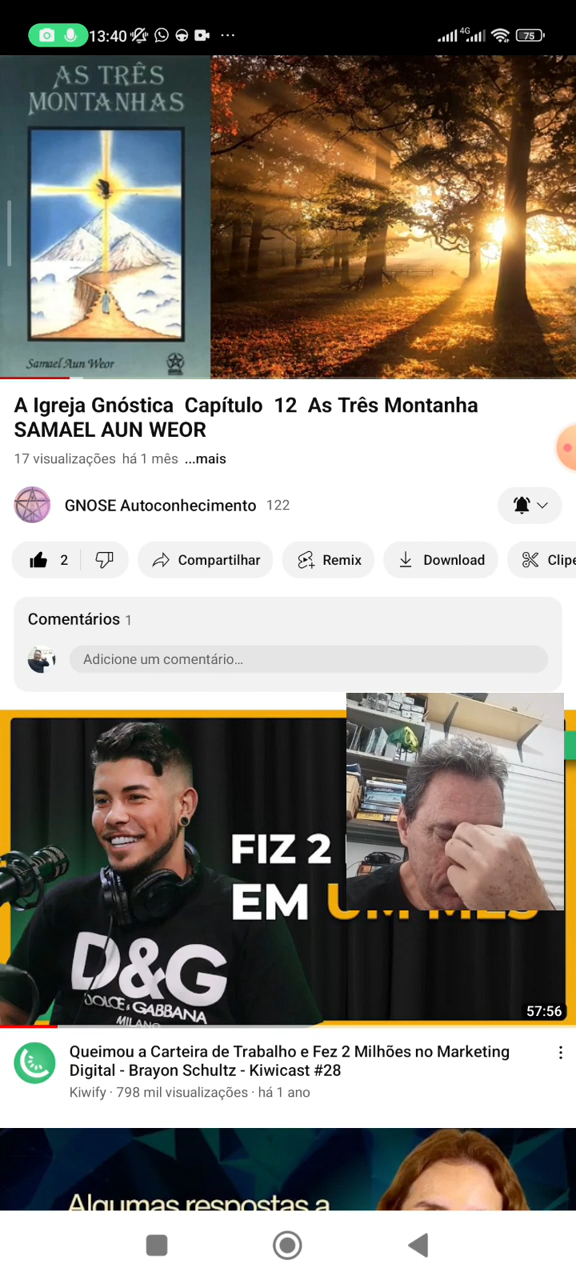 13:40
4G
75
AS TRÊS
MONTANHAS
Samael Aun Weor
A Igreja Gnóstica Capítulo 12 As Três Montanha
SAMAEL AUN WEOR
17 visualizações há 1 mês ...mais
GNOSE Autoconhecimento 122
2
Compartilhar
Remix
Download
Clipe
Comentários 1
Adicione um comentário...
FIZ 2
EM UM MÊS
D&G
DOLCE & GABBANA
MILANO
57:56
Queimou a Carteira de Trabalho e Fez 2 Milhões no Marketing
Digital - Brayon Schultz - Kiwicast #28
Kiwify · 798 mil visualizações · há 1 ano
Algumas respostas a